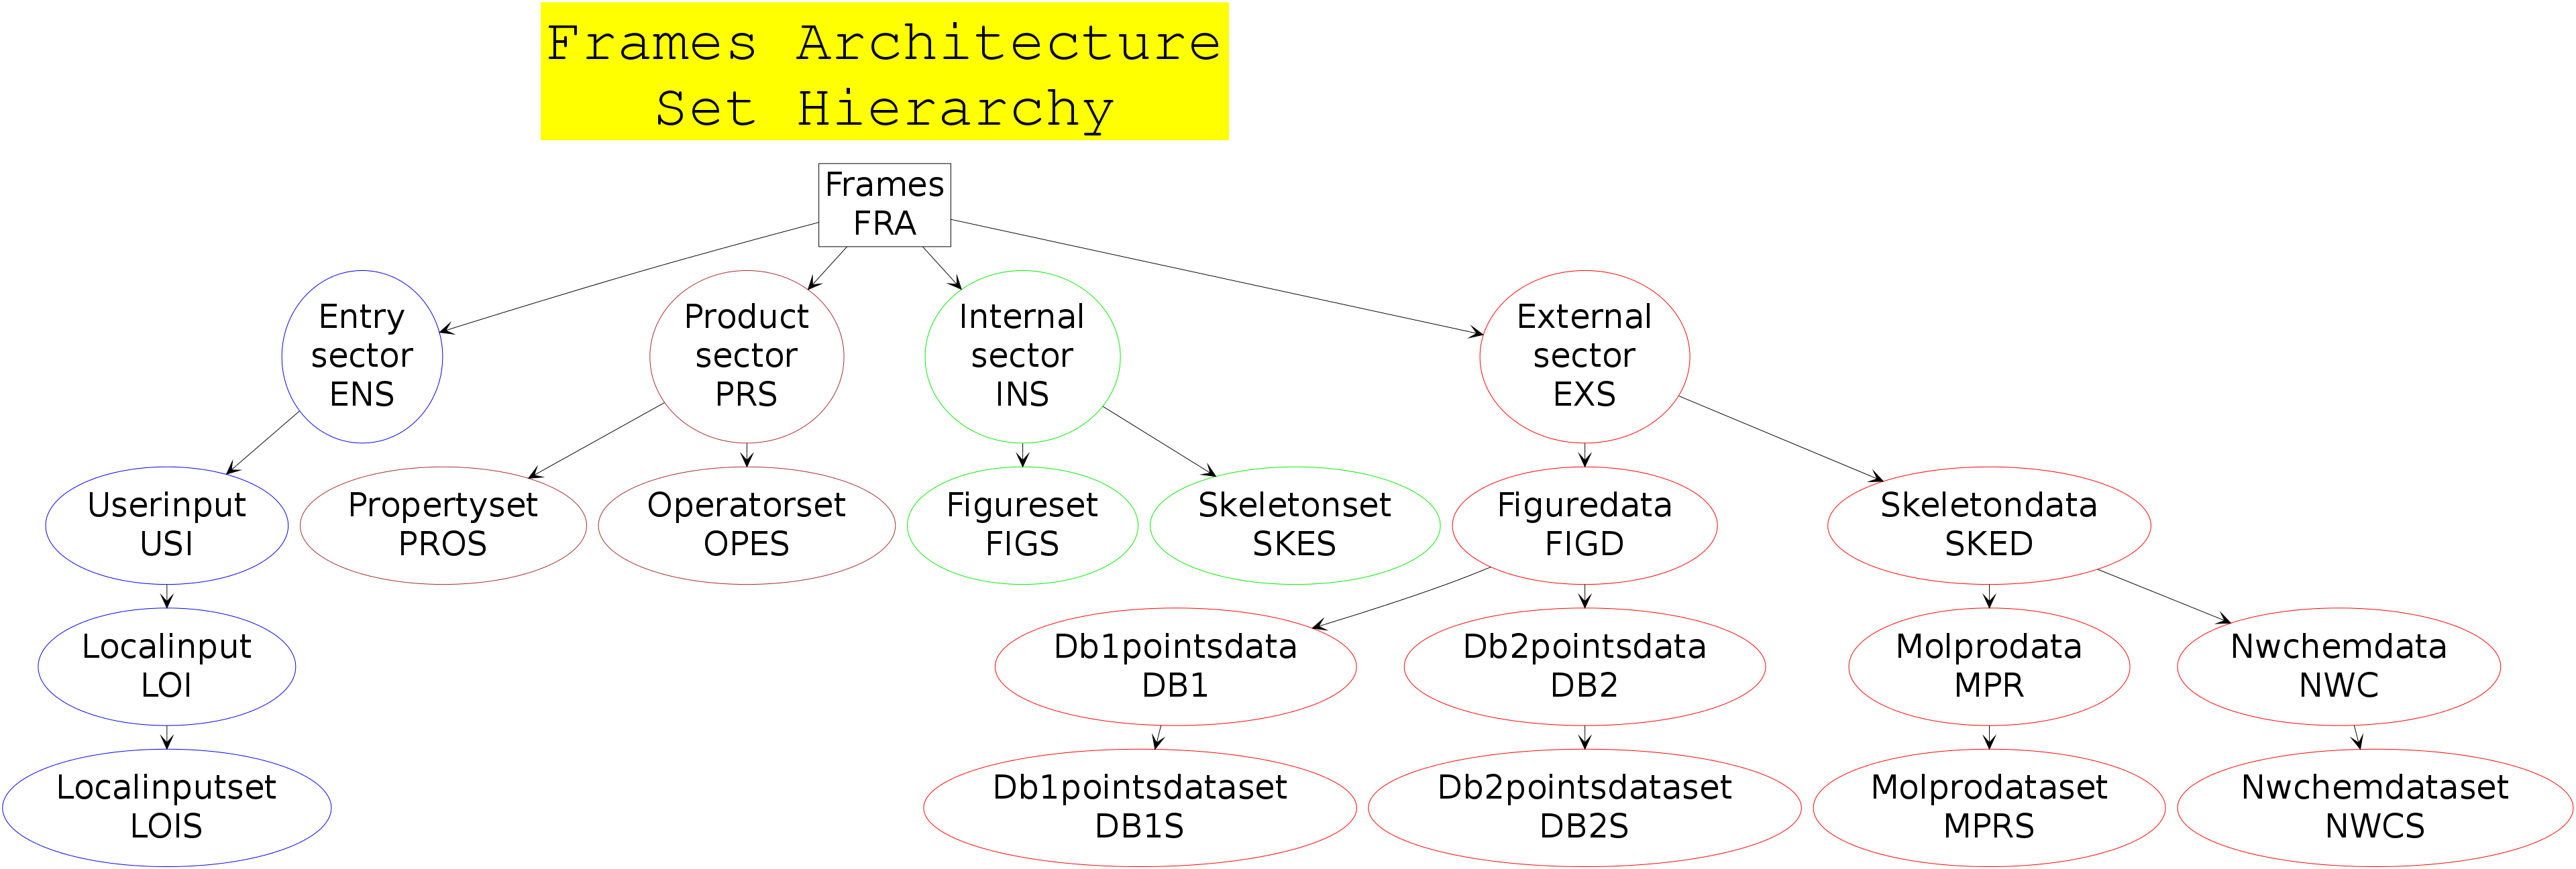 Frames Architecture
Set Hierarchy
Frames
FRA
Entry
sector
ENS
Product
sector
PRS
Internal
sector
INS
External
sector
EXS
Userinput
USI
Propertyset
PROS
Operatorset
OPES
Figureset
FIGS
Skeletonset
SKES
Figuredata
FIGD
Skeletondata
SKED
Localinput
LOI
Db1pointsdata
DB1
Db2pointsdata
DB2
Molprodata
MPR
Nwchemdata
NWC
Localinputset
LOIS
Db1pointsdataset
DB1S
Db2pointsdataset
DB2S
Molprodataset
MPRS
Nwchemdataset
NWCS